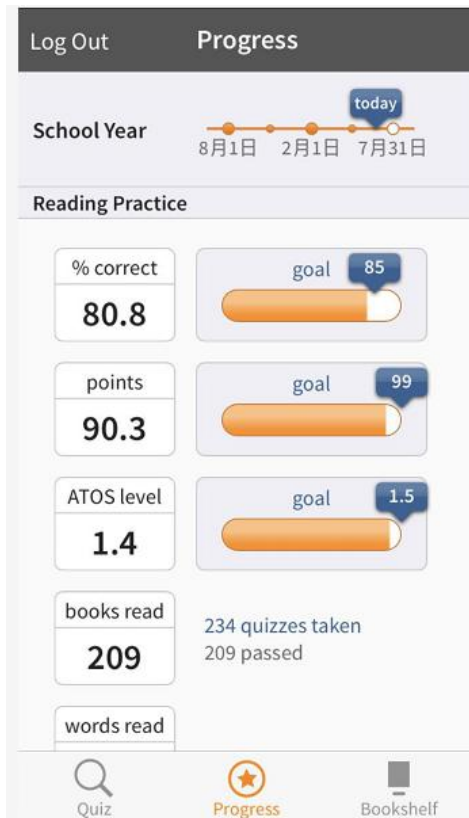 Log Out Progress
today
School Year
8月1日 2月1日 7月31日
Reading Practice
% correct
80.8
goal 85
points
90.3
goal 99
ATOS level
1.4
goal 1.5
books read
209
234 quizzes taken
209 passed
words read
Quiz Progress Bookshelf